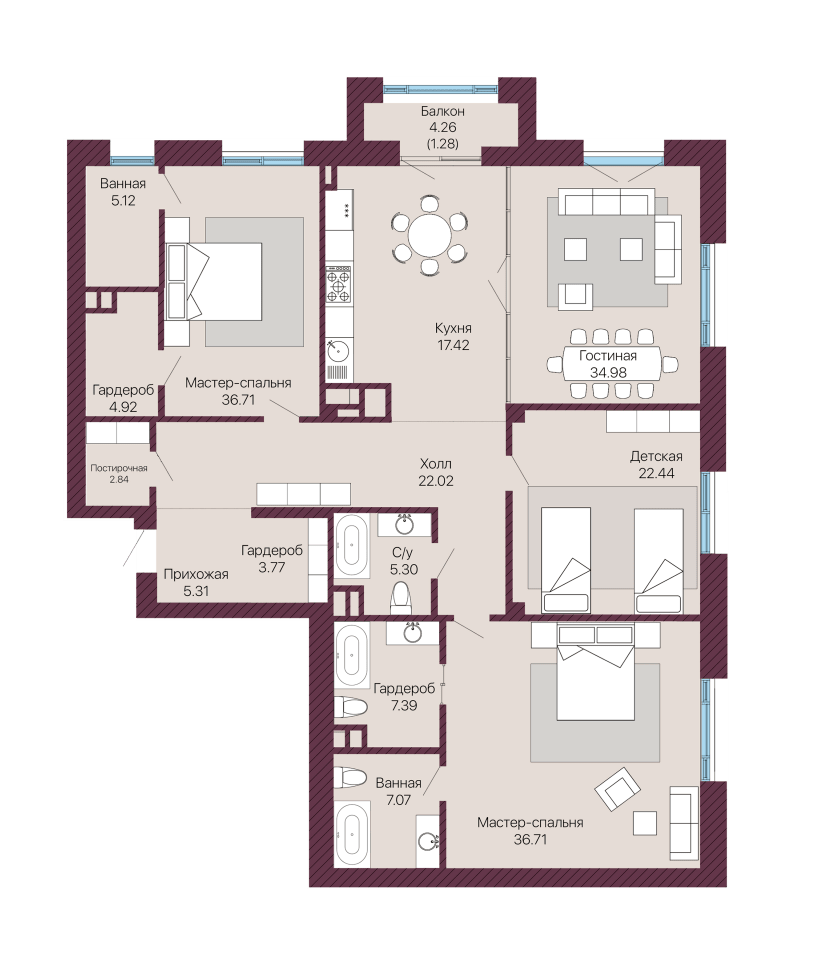 Балкон
4.26
(1.28)
Ванная
5.12
Кухня
17.42
Гостиная
34.98
Гардероб
4.92
Мастер-спальня
36.71
Постирочная
2.84
Холл
22.02
Детская
22.44
Гардероб
3.77
С/у
5.30
Прихожая
5.31
Гардероб
7.39
Ванная
7.07
Мастер-спальня
36.71